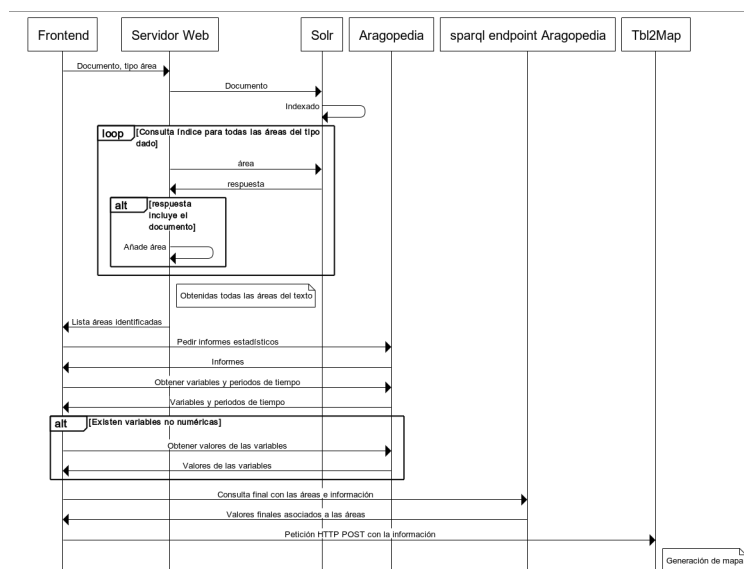 Frontend
Servidor Web
Solr
Aragopedia
sparql endpoint Aragopedia
Tbl2Map
Documento, tipo área
Documento
Indexado
loop
[Consulta índice para todas las áreas del tipo
dado]
área
respuesta
alt
[respuesta
incluye el
documento]
Añade área
Obtenidas todas las áreas del texto
Lista áreas identificadas
Pedir informes estadísticos
Informes
Obtener variables y periodos de tiempo
Variables y periodos de tiempo
alt
[Existen variables no numéricas]
Obtener valores de las variables
Valores de las variables
Consulta final con las áreas e información
Valores finales asociados a las áreas
Petición HTTP POST con la información
Generación de mapa